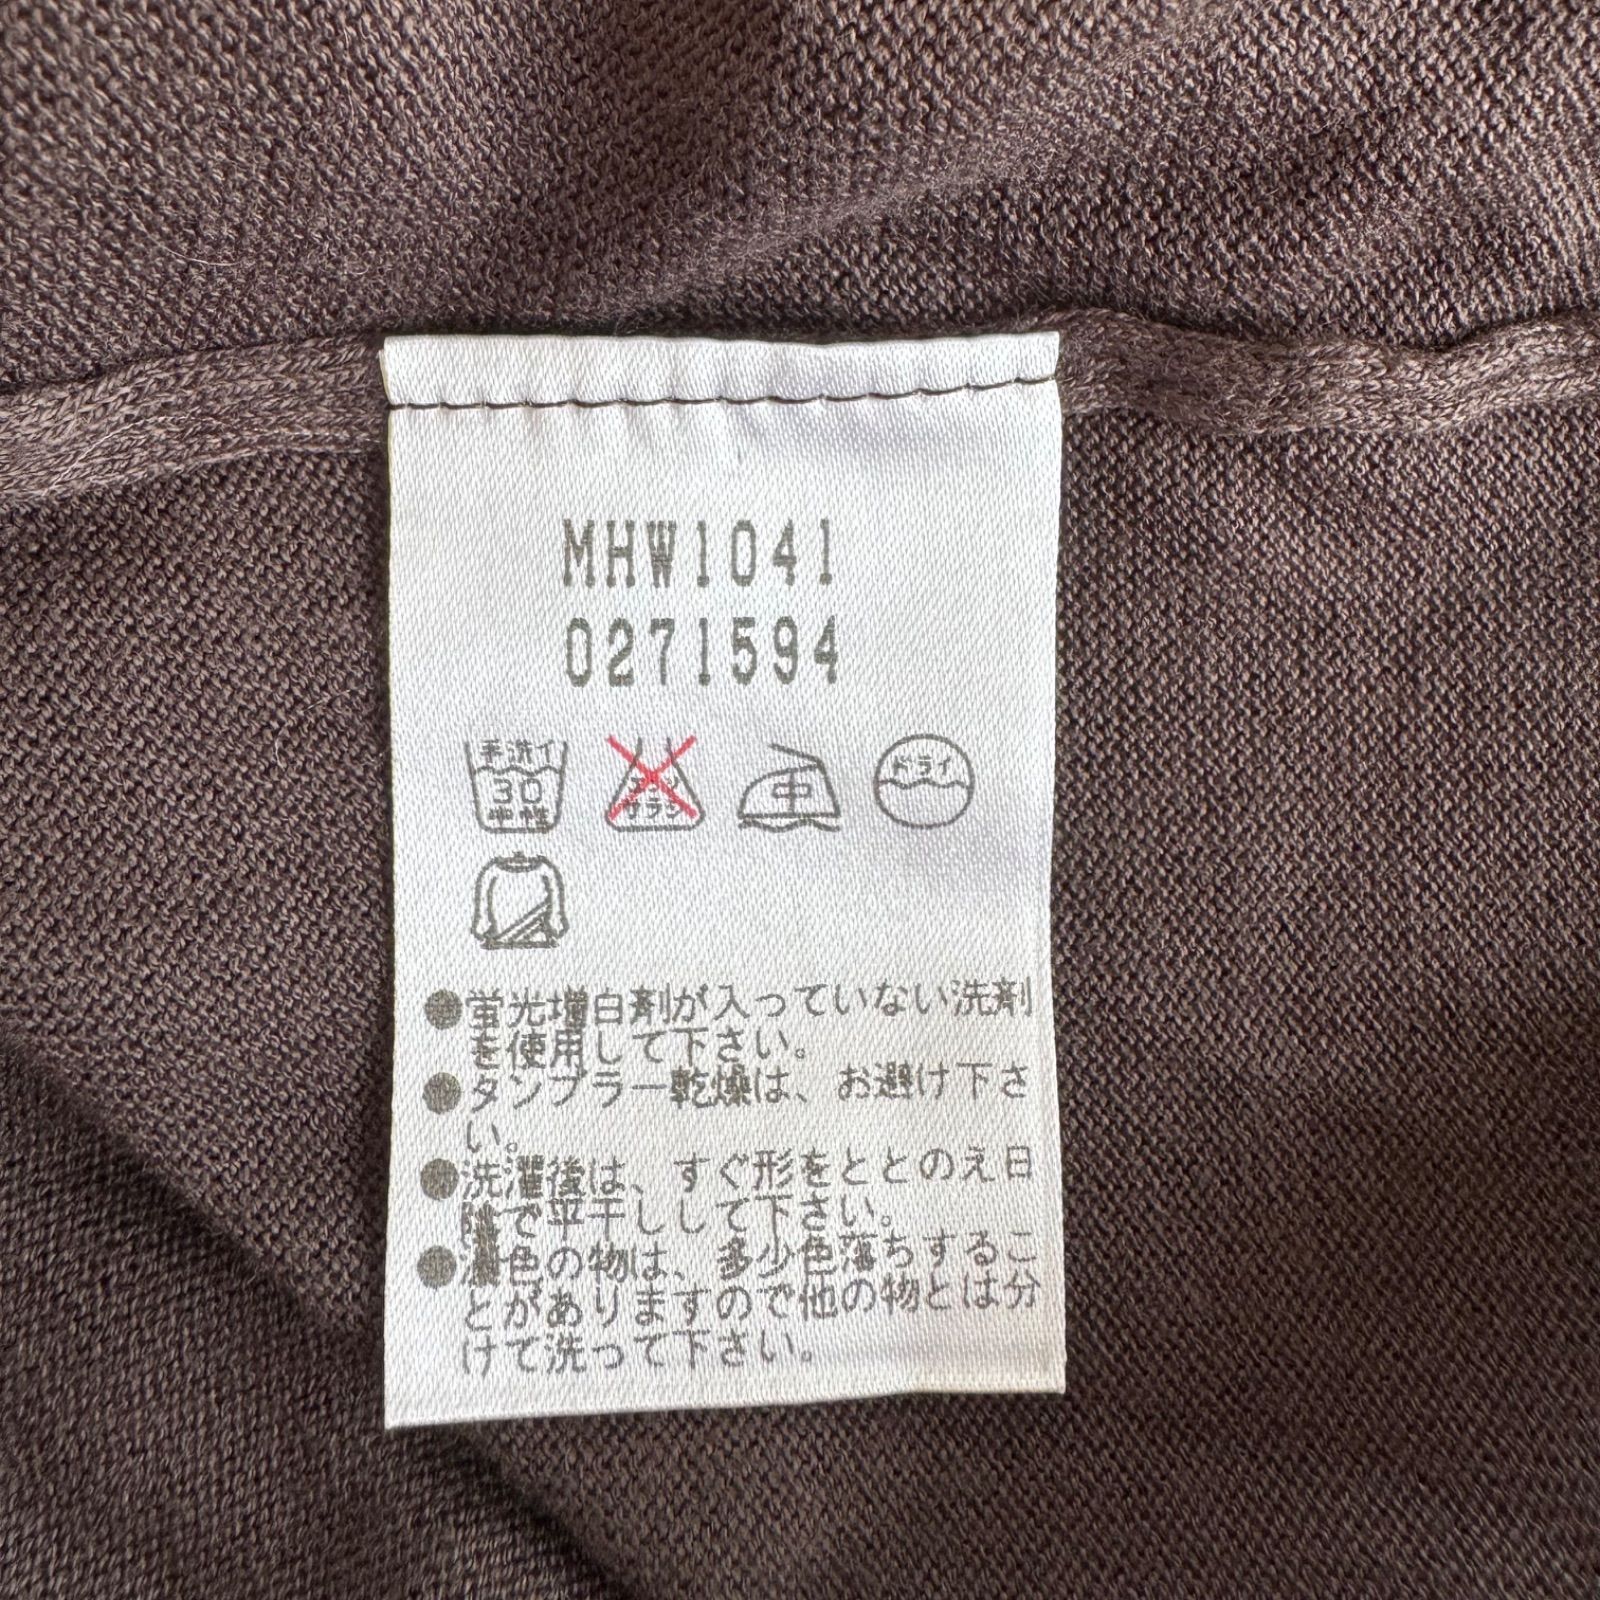 MHW1041
0271594
手洗イ
30
中性
エンソ
サラシ
中
ドライ
●蛍光増白剤が入っていない洗剤
を使用して下さい。
●タンブラー乾燥は、お避け下さ
い。
●洗濯後は、すぐ形をととのえ日
陰で平干しして下さい。
●濃色の物は、多少色落ちするこ
とがありますので他の物とは分
けて洗って下さい。